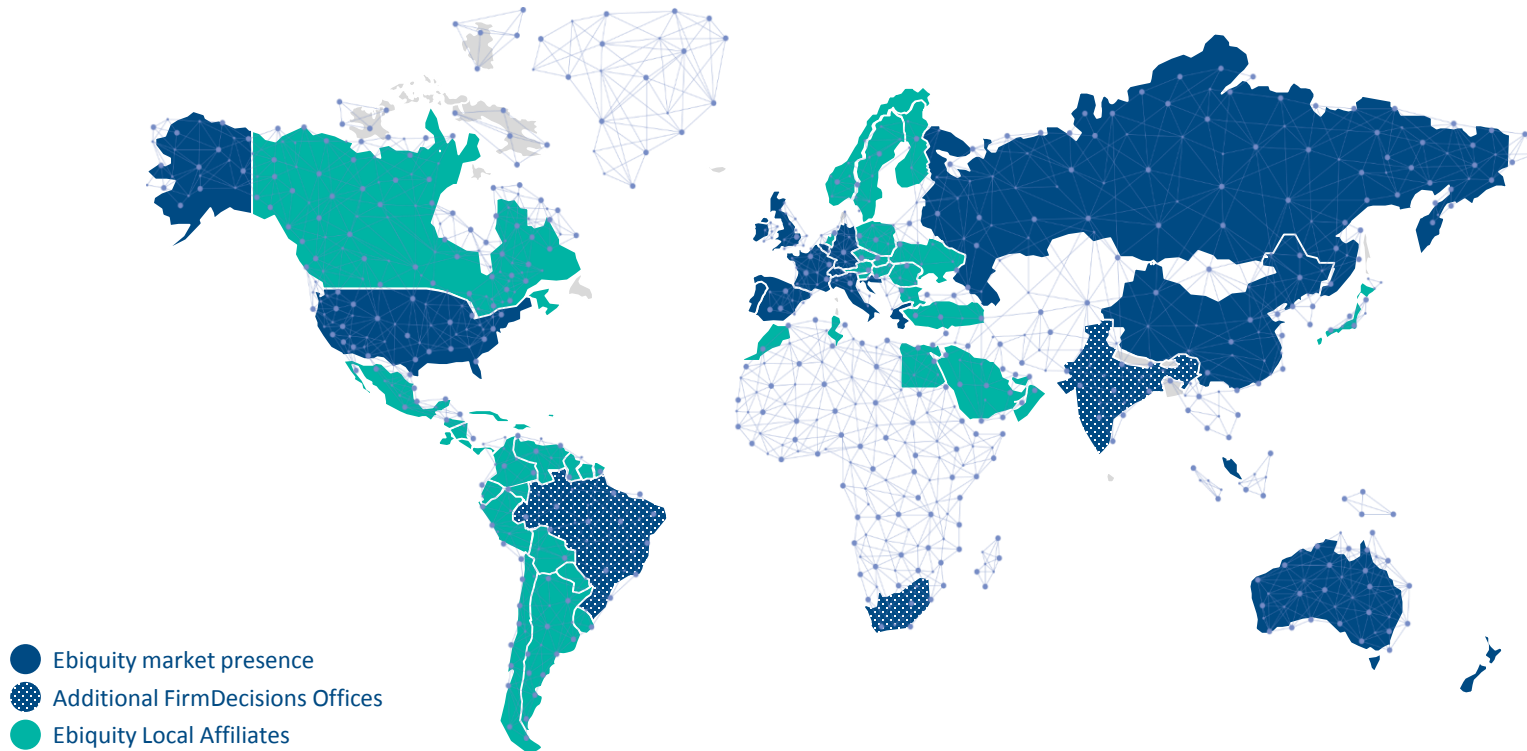 Ebiquity market presence
Additional FirmDecisions Offices
Ebiquity Local Affiliates